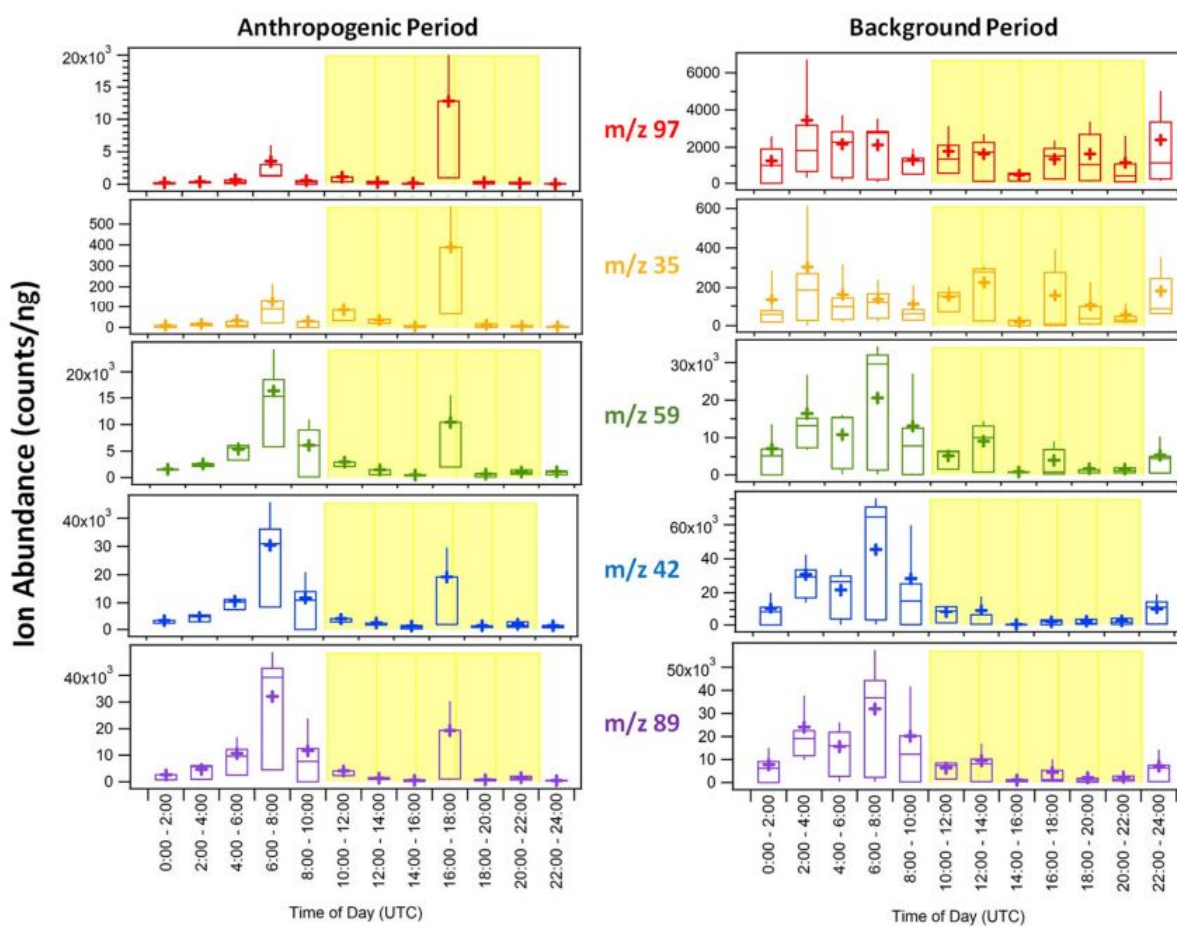 Anthropogenic Period
Background Period
Ion Abundance (counts/ng)
20x10³
15
10
5
0
m/z 97
6000
4000
2000
0
500
400
300
200
100
0
m/z 35
600
400
200
0
20x10³
15
10
5
0
m/z 59
30x10³
20
10
0
40x10³
30
20
10
0
m/z 42
60x10³
40
20
0
40x10³
30
20
10
0
m/z 89
50x10³
40
30
20
10
0
0:00 - 2:00
2:00 - 4:00
4:00 - 6:00
6:00 - 8:00
8:00 - 10:00
10:00 - 12:00
12:00 - 14:00
14:00 - 16:00
16:00 - 18:00
18:00 - 20:00
20:00 - 22:00
22:00 - 24:00
Time of Day (UTC)
0:00 - 2:00
2:00 - 4:00
4:00 - 6:00
6:00 - 8:00
8:00 - 10:00
10:00 - 12:00
12:00 - 14:00
14:00 - 16:00
16:00 - 18:00
18:00 - 20:00
20:00 - 22:00
22:00 - 24:00
Time of Day (UTC)